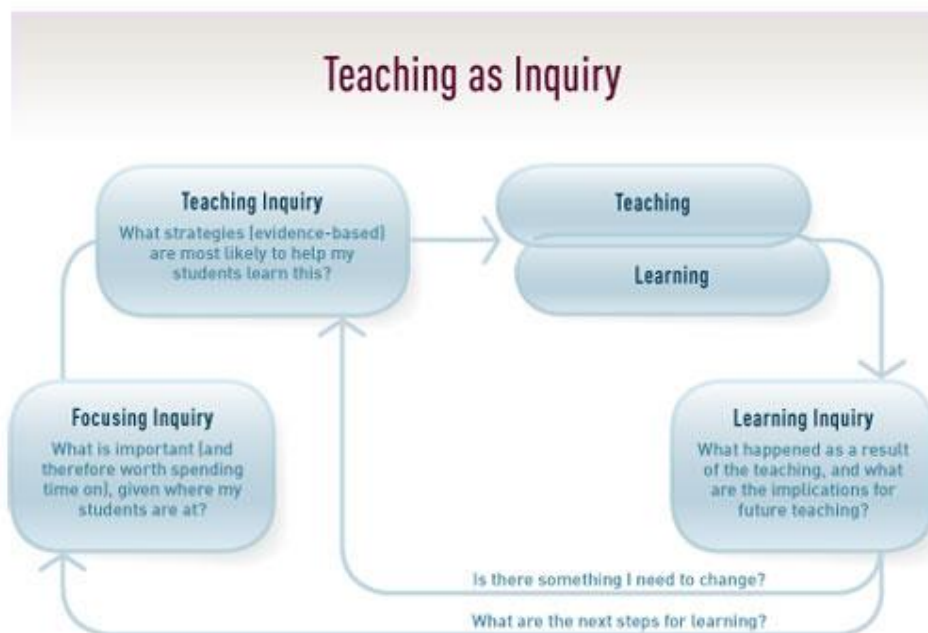 Teaching as Inquiry
Teaching Inquiry
What strategies (evidence-based)
are most likely to help my
students learn this?
Teaching
Learning
Focusing Inquiry
What is important (and
therefore worth spending
time on), given where my
students are at?
Learning Inquiry
What happened as a result
of the teaching, and what
are the implications for
future teaching?
Is there something I need to change?
What are the next steps for learning?